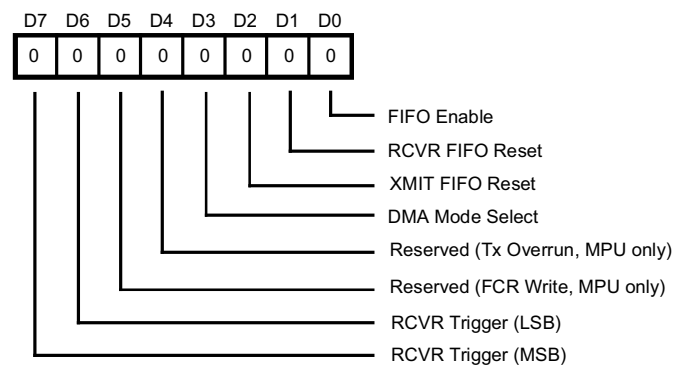 D7 D6 D5 D4 D3 D2 D1 D0
0 0 0 0 0 0 0 0
FIFO Enable
RCVR FIFO Reset
XMIT FIFO Reset
DMA Mode Select
Reserved (Tx Overrun, MPU only)
Reserved (FCR Write, MPU only)
RCVR Trigger (LSB)
RCVR Trigger (MSB)